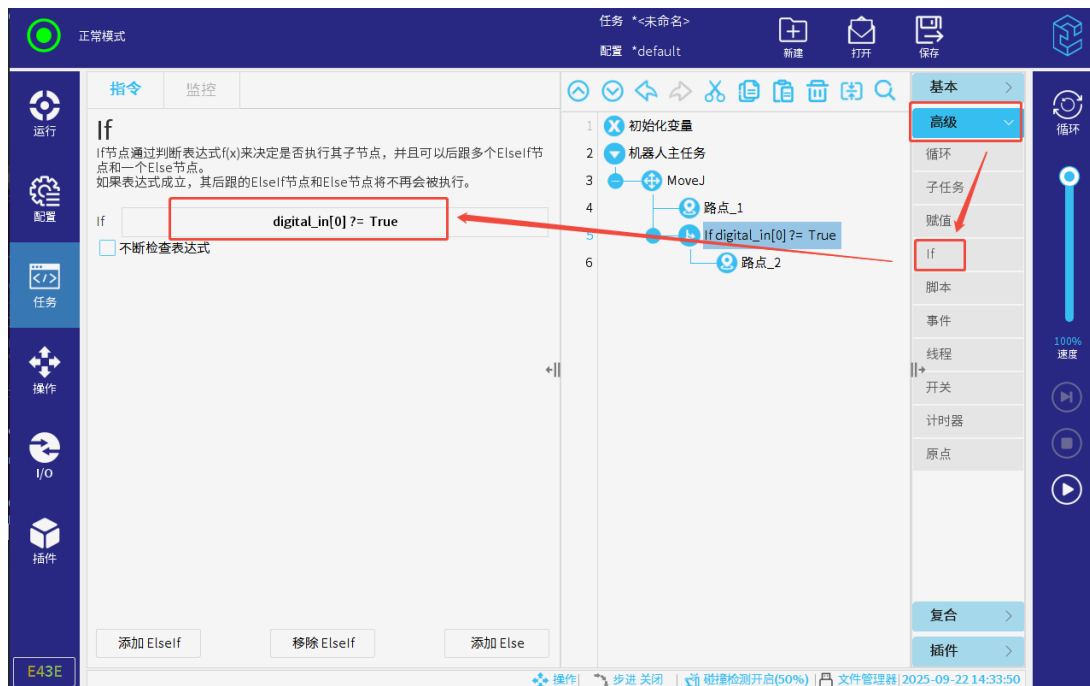 正常模式
任务 *<未命名>
配置 *default
新建
打开
保存
运行
配置
任务
操作
I/O
插件
E43E
指令
监控
If
If节点通过判断表达式f(x)来决定是否执行其子节点，并且可以后跟多个ElseIf节
点和一个Else节点。
如果表达式成立，其后跟的ElseIf节点和Else节点将不再会被执行。
If
digital_in[0] ?= True
不断检查表达式
添加 ElseIf
移除 ElseIf
添加 Else
1 初始化变量
2 机器人主任务
3 MoveJ
4 路点_1
5 If digital_in[0] ?= True
6 路点_2
基本
高级
循环
子任务
赋值
If
脚本
事件
线程
开关
计时器
原点
复合
插件
循环
100%
速度
操作| 步进 关闭 | 碰撞检测开启(50%) | 文件管理器|2025-09-22 14:33:50